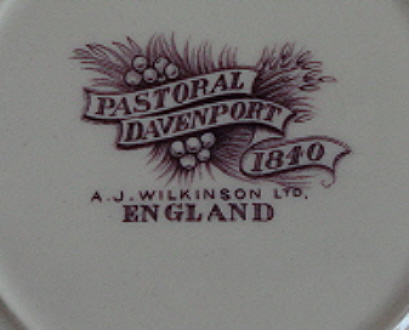 PASTORAL
DAVENPORT
1840
A.J. WILKINSON LTD.
ENGLAND